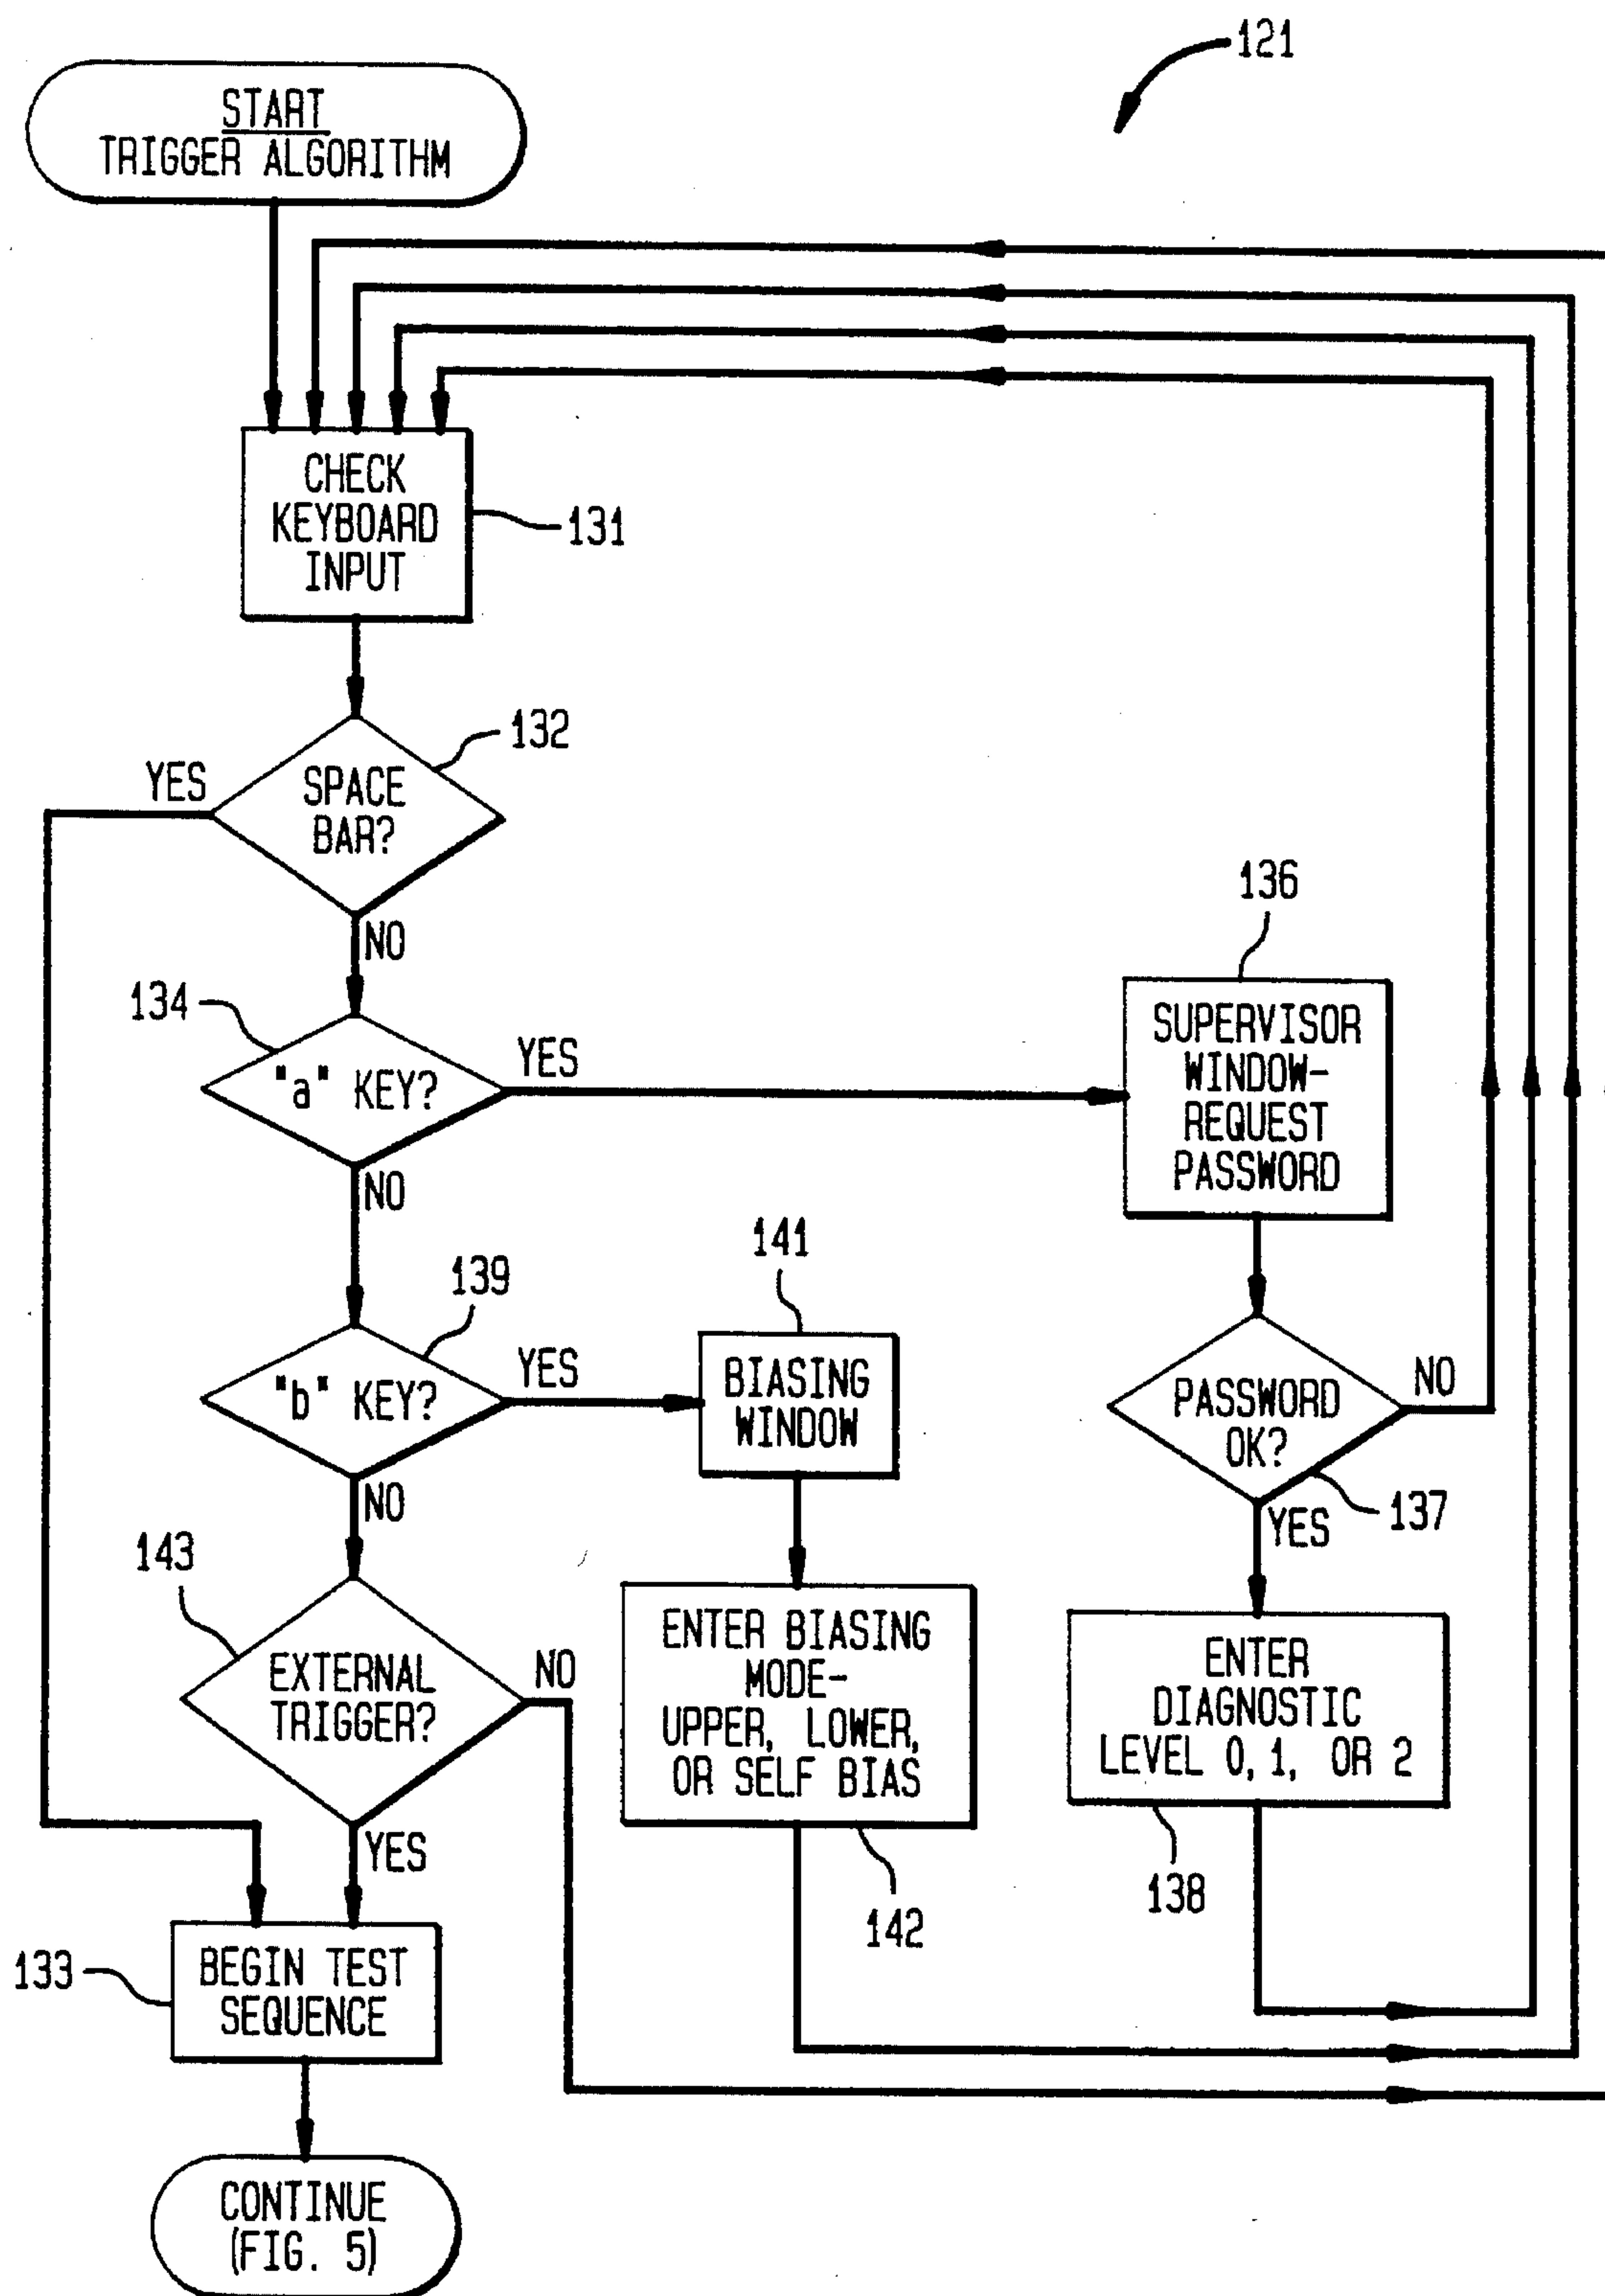 121
START
TRIGGER ALGORITHM
CHECK
KEYBOARD
INPUT
131
132
YES
SPACE
BAR?
NO
134
"a" KEY?
YES
NO
136
SUPERVISOR
WINDOW-
REQUEST
PASSWORD
139
"b" KEY?
YES
NO
141
BIASING
WINDOW
PASSWORD
OK?
NO
137
YES
143
EXTERNAL
TRIGGER?
NO
YES
ENTER BIASING
MODE-
UPPER, LOWER,
OR SELF BIAS
142
ENTER
DIAGNOSTIC
LEVEL 0, 1, OR 2
138
133
BEGIN TEST
SEQUENCE
CONTINUE
(FIG. 5)